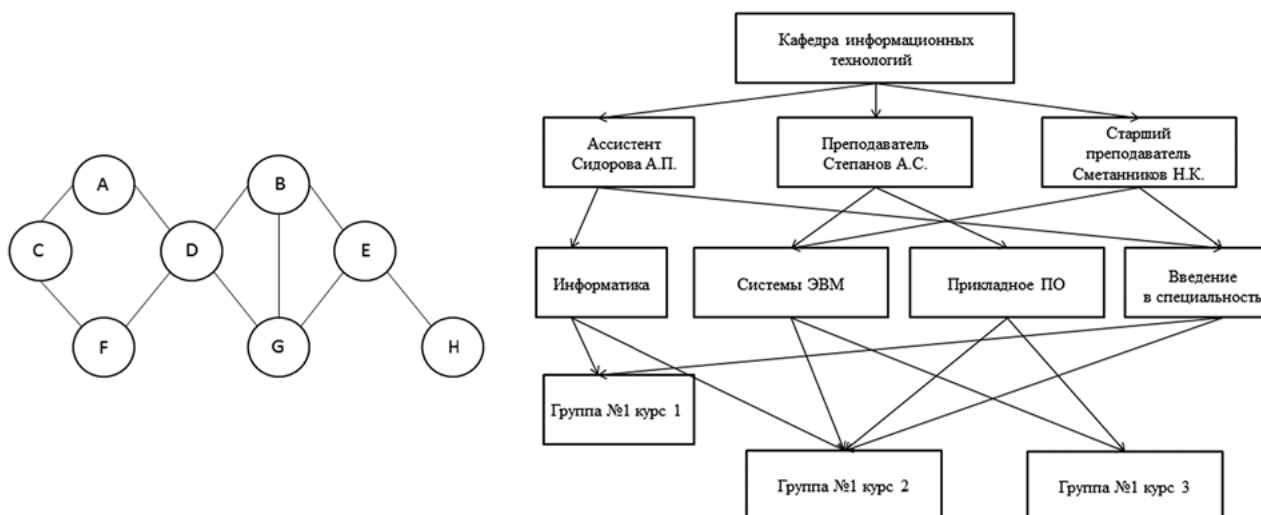 A
B
C
D
E
F
G
H
Кафедра информационных
технологий
Ассистент
Сидорова А.П.
Преподаватель
Степанов А.С.
Старший
преподаватель
Сметанников Н.К.
Информатика
Системы ЭВМ
Прикладное ПО
Введение
в специальность
Группа №1 курс 1
Группа №1 курс 2
Группа №1 курс 3